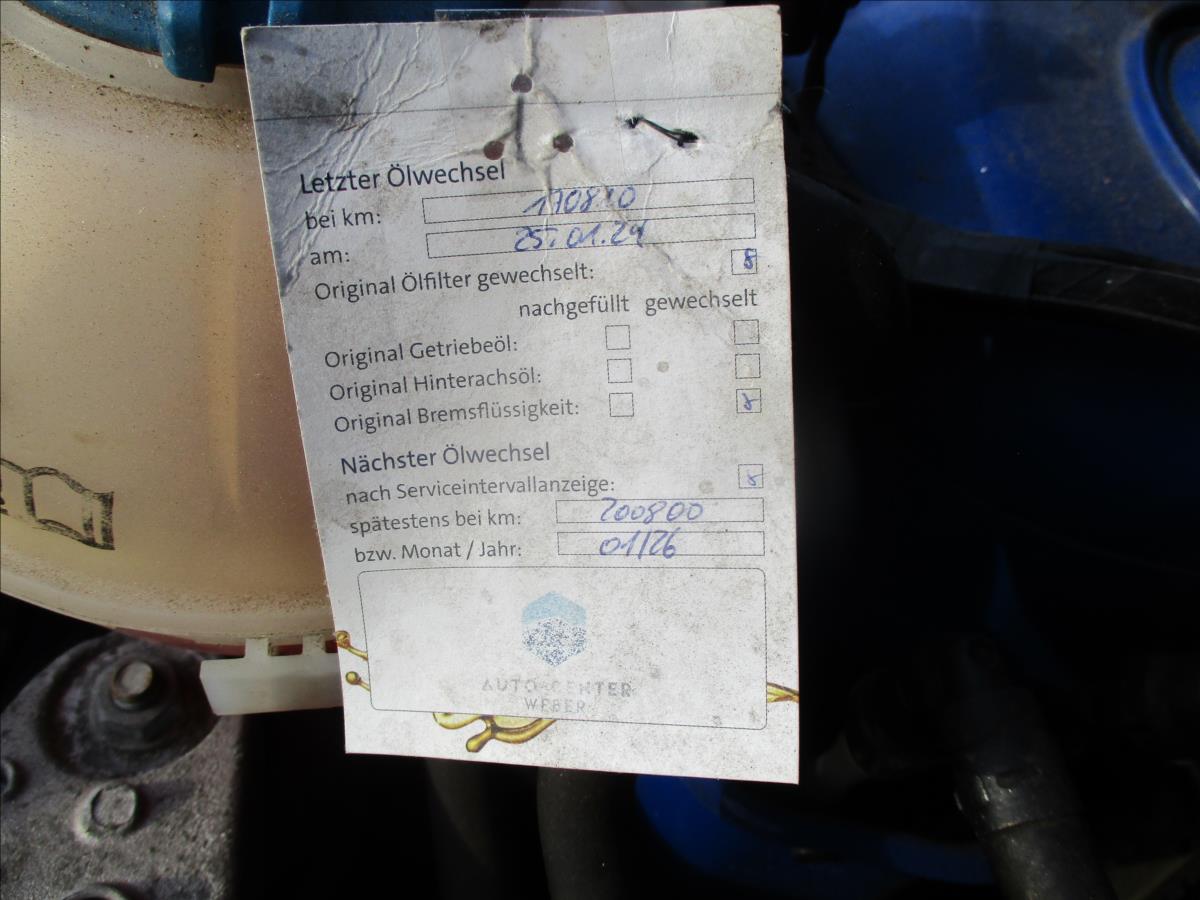 Letzter Ölwechsel
bei km: 170810
am: 25.01.24
Original Ölfilter gewechselt:
nachgefüllt gewechselt
Original Getriebeöl:
Original Hinterachsöl:
Original Bremsflüssigkeit:
Nächster Ölwechsel
nach Serviceintervallanzeige:
spätestens bei km: 200800
bzw. Monat / Jahr: 01/26
AUTO-CENTER
WEBER